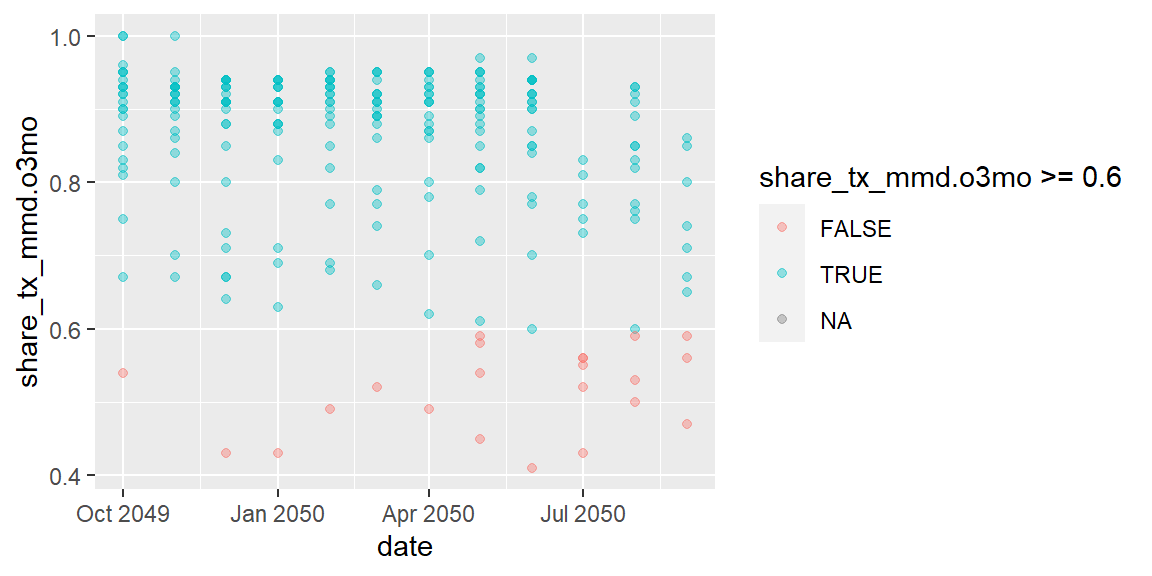 1.0
0.8
0.6
0.4
share_tx_mmd.o3mo
Oct 2049
Jan 2050
Apr 2050
Jul 2050
date
share_tx_mmd.o3mo >= 0.6
FALSE
TRUE
NA